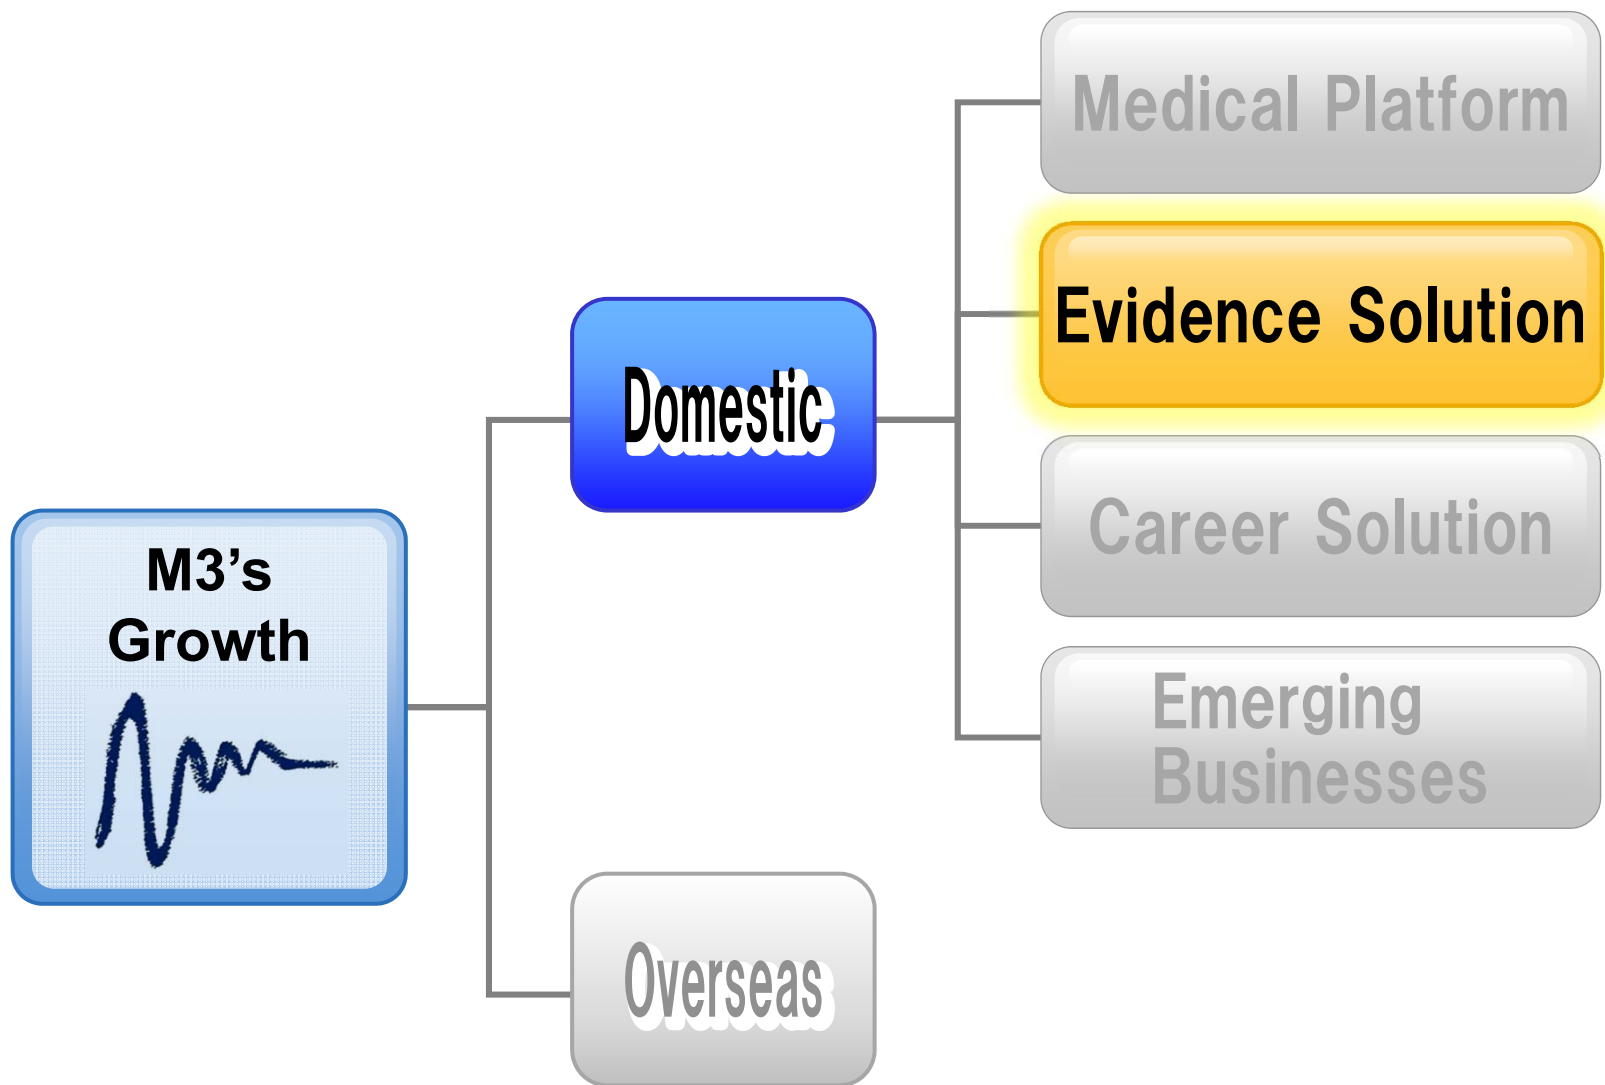 M3’s
Growth
Domestic
Overseas
Medical Platform
Evidence Solution
Career Solution
Emerging
Businesses